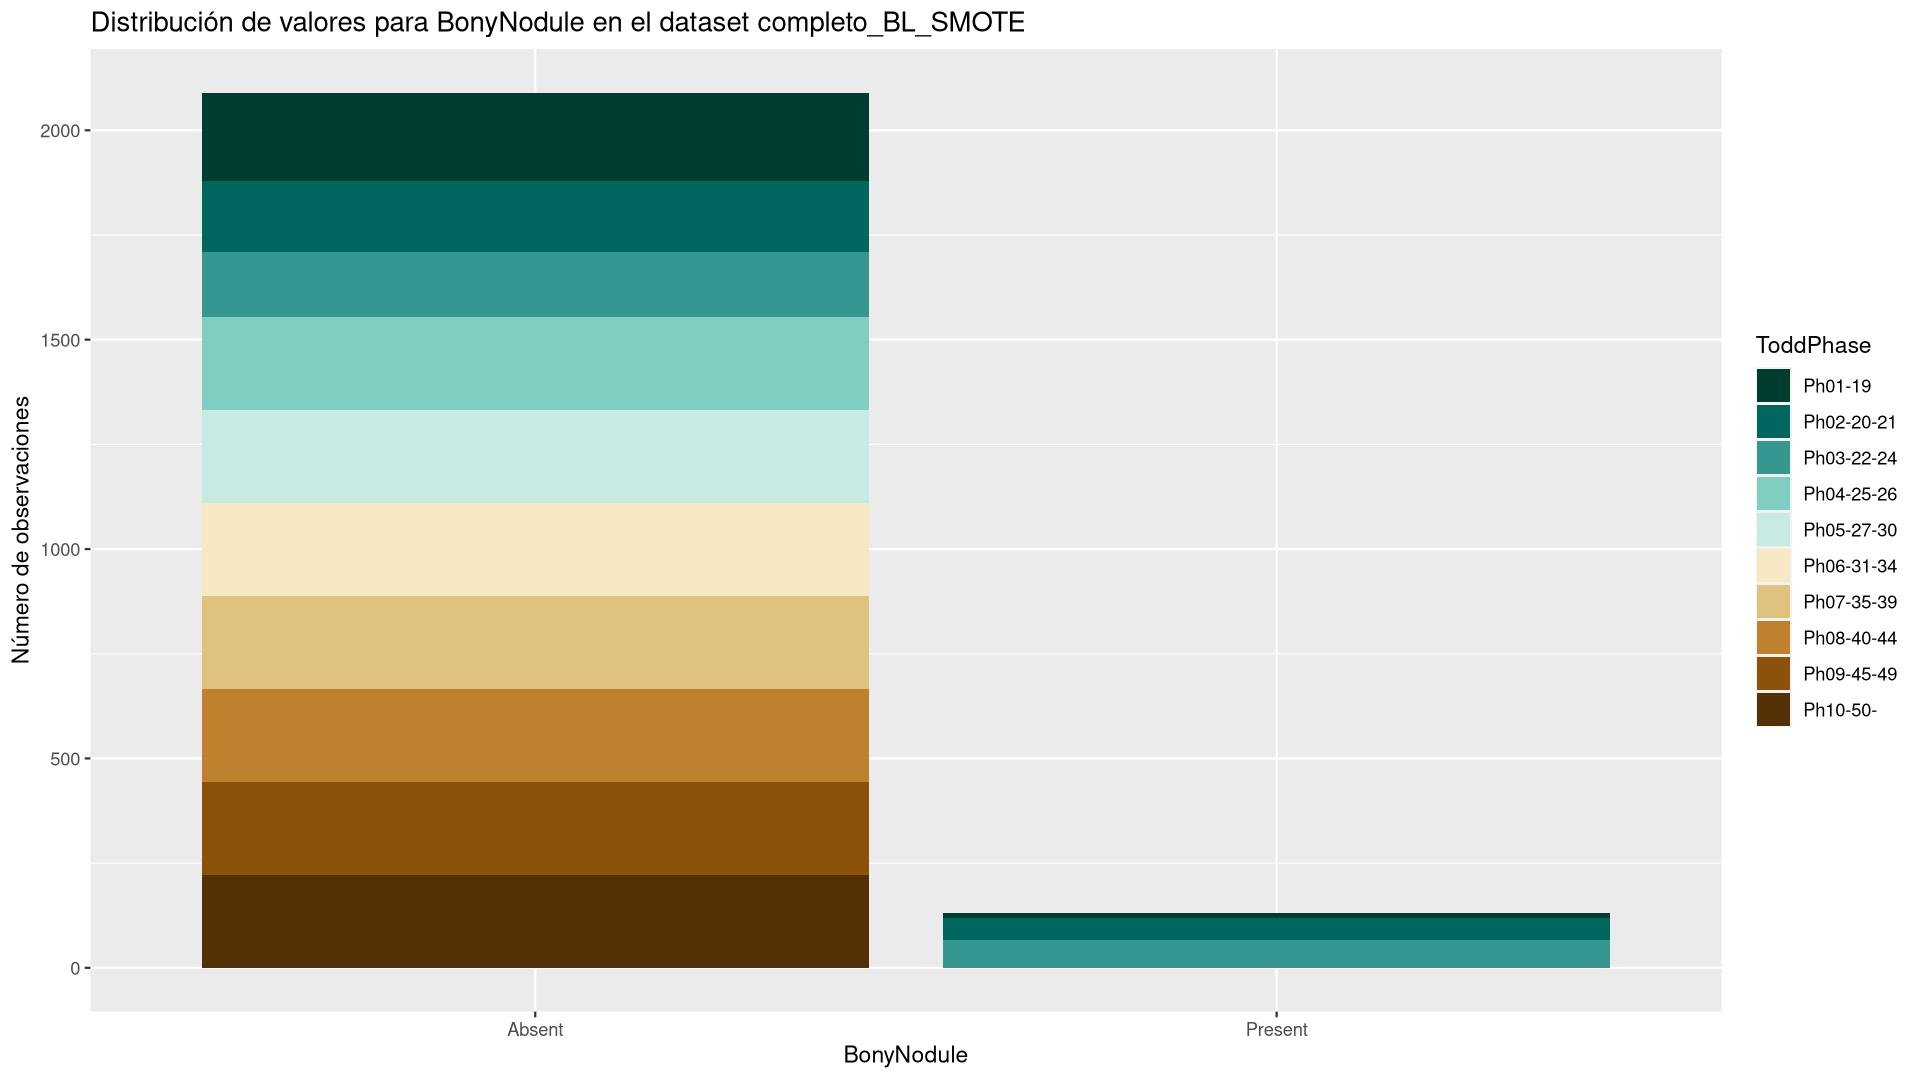 Distribución de valores para BonyNodule en el dataset completo_BL_SMOTE
Número de observaciones
2000
1500
1000
500
0
Absent
Present
BonyNodule
ToddPhase
Ph01-19
Ph02-20-21
Ph03-22-24
Ph04-25-26
Ph05-27-30
Ph06-31-34
Ph07-35-39
Ph08-40-44
Ph09-45-49
Ph10-50-